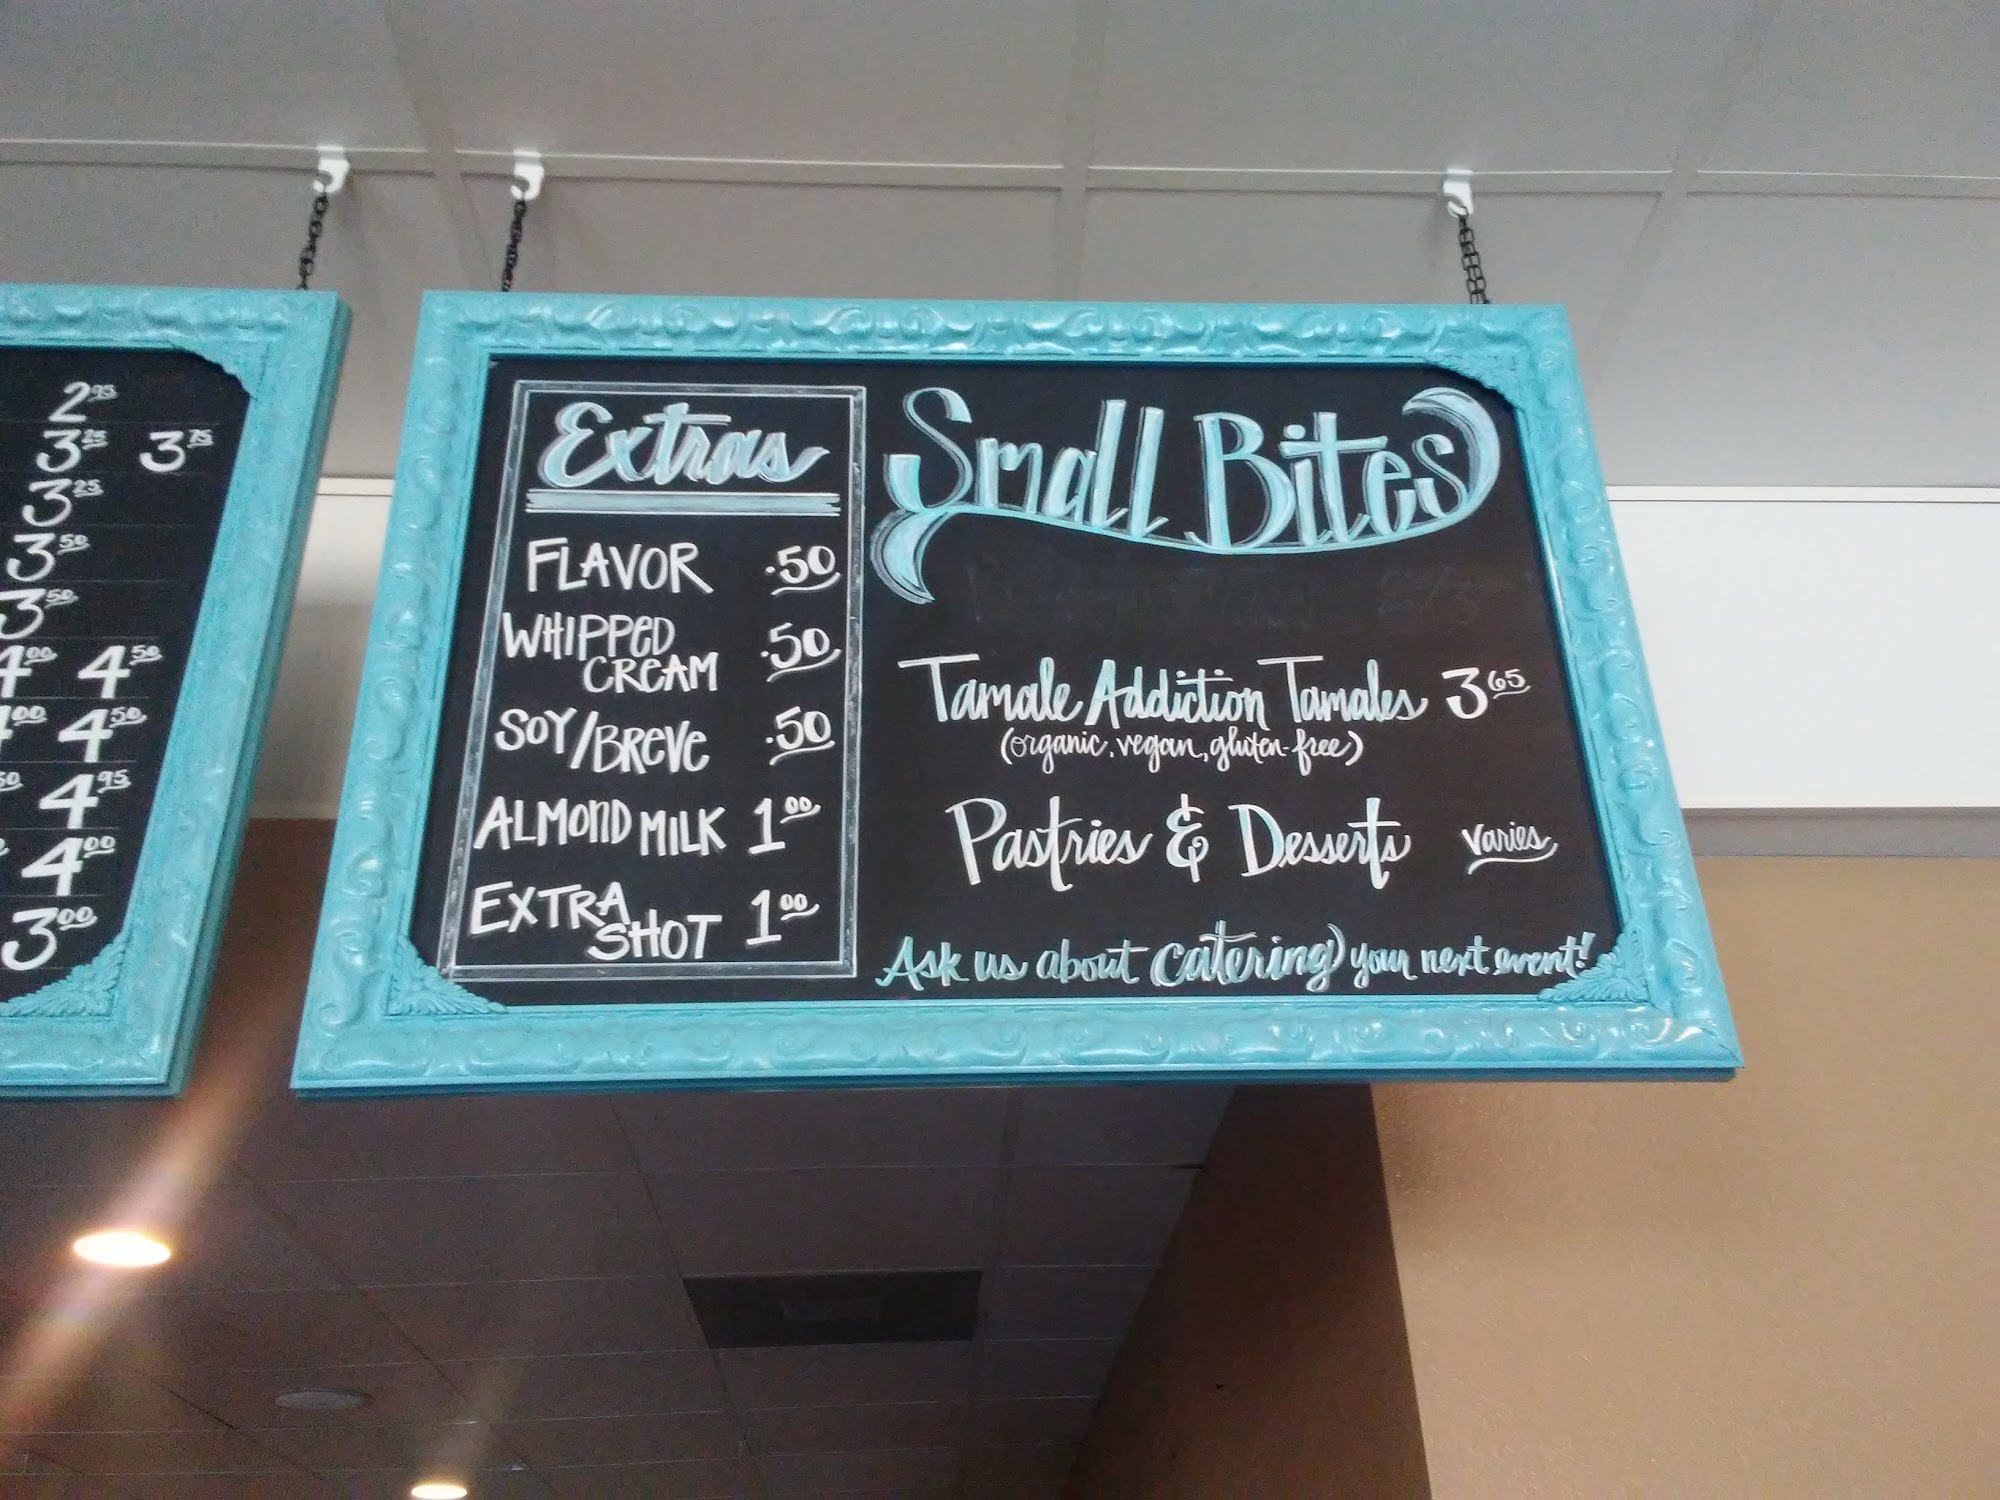 2.95
3.25 3.75
3.25
3.50
3.50
4.00 4.50
4.00 4.50
50 4.95
4.00
3.00
Extras
FLAVOR .50
WHIPPED
CREAM .50
SOY/BREVE .50
ALMOND MILK 1.00
EXTRA
SHOT 1.00
Small Bites
Tamale Addiction Tamales 3.65
(organic, vegan, gluten-free)
Pastries & Desserts varies
Ask us about catering your next event!